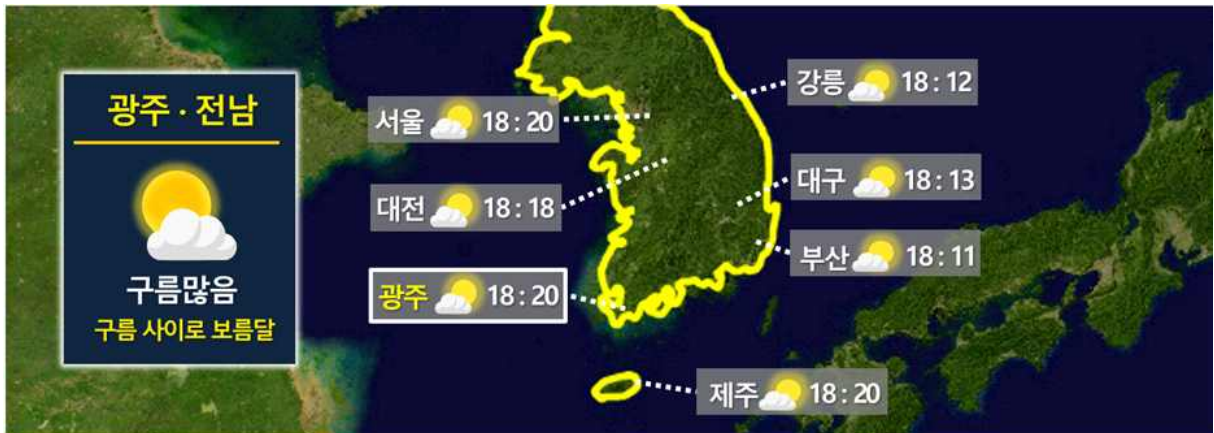 광주 · 전남
구름많음
구름 사이로 보름달
서울 18 : 20
강릉 18 : 12
대전 18 : 18
대구 18 : 13
광주 18 : 20
부산 18 : 11
제주 18 : 20